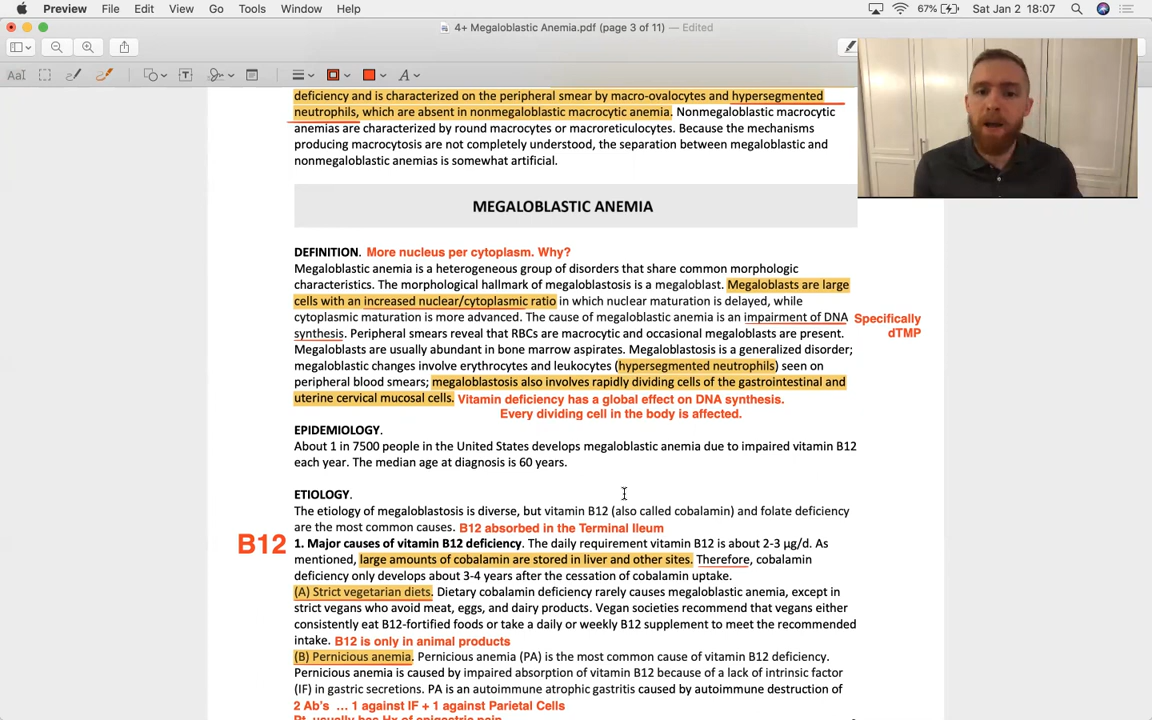 Preview File Edit View Go Tools Window Help 67% Sat Jan 2 18:07
4+ Megaloblastic Anemia.pdf (page 3 of 11) — Edited
AaI T A
deficiency and is characterized on the peripheral smear by macro-ovalocytes and hypersegmented
neutrophils, which are absent in nonmegaloblastic macrocytic anemia. Nonmegaloblastic macrocytic
anemias are characterized by round macrocytes or macroreticulocytes. Because the mechanisms
producing macrocytosis are not completely understood, the separation between megaloblastic and
nonmegaloblastic anemias is somewhat artificial.
MEGALOBLASTIC ANEMIA
DEFINITION. More nucleus per cytoplasm. Why?
Megaloblastic anemia is a heterogeneous group of disorders that share common morphologic
characteristics. The morphological hallmark of megaloblastosis is a megaloblast. Megaloblasts are large
cells with an increased nuclear/cytoplasmic ratio in which nuclear maturation is delayed, while
cytoplasmic maturation is more advanced. The cause of megaloblastic anemia is an impairment of DNA
Specifically
dTMP
synthesis. Peripheral smears reveal that RBCs are macrocytic and occasional megaloblasts are present.
Megaloblasts are usually abundant in bone marrow aspirates. Megaloblastosis is a generalized disorder;
megaloblastic changes involve erythrocytes and leukocytes (hypersegmented neutrophils) seen on
peripheral blood smears; megaloblastosis also involves rapidly dividing cells of the gastrointestinal and
uterine cervical mucosal cells. Vitamin deficiency has a global effect on DNA synthesis.
Every dividing cell in the body is affected.
EPIDEMIOLOGY.
About 1 in 7500 people in the United States develops megaloblastic anemia due to impaired vitamin B12
each year. The median age at diagnosis is 60 years.
ETIOLOGY.
The etiology of megaloblastosis is diverse, but vitamin B12 (also called cobalamin) and folate deficiency
are the most common causes. B12 absorbed in the Terminal Ileum
B12 1. Major causes of vitamin B12 deficiency. The daily requirement vitamin B12 is about 2-3 µg/d. As
mentioned, large amounts of cobalamin are stored in liver and other sites. Therefore, cobalamin
deficiency only develops about 3-4 years after the cessation of cobalamin uptake.
(A) Strict vegetarian diets. Dietary cobalamin deficiency rarely causes megaloblastic anemia, except in
strict vegans who avoid meat, eggs, and dairy products. Vegan societies recommend that vegans either
consistently eat B12-fortified foods or take a daily or weekly B12 supplement to meet the recommended
intake. B12 is only in animal products
(B) Pernicious anemia. Pernicious anemia (PA) is the most common cause of vitamin B12 deficiency.
Pernicious anemia is caused by impaired absorption of vitamin B12 because of a lack of intrinsic factor
(IF) in gastric secretions. PA is an autoimmune atrophic gastritis caused by autoimmune destruction of
2 Ab's ... 1 against IF + 1 against Parietal Cells
Pt. usually has Hx of epigastric pain